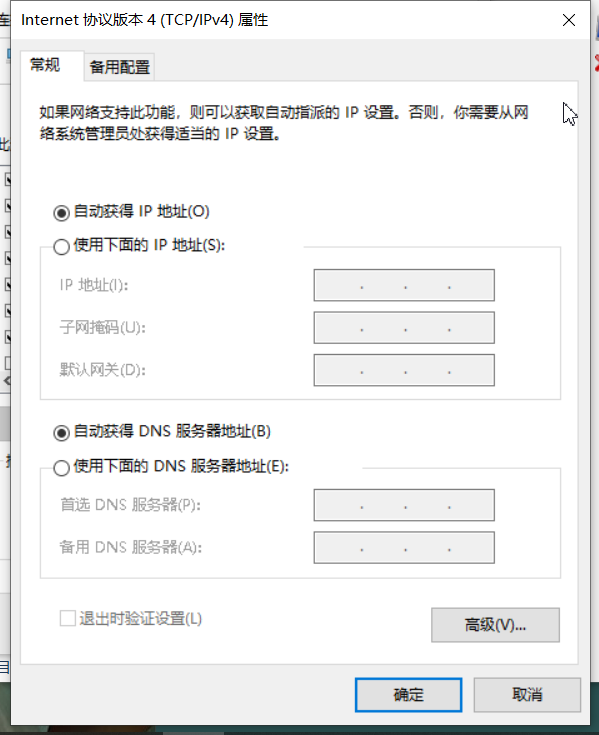 Internet 协议版本 4 (TCP/IPv4) 属性
常规
备用配置
如果网络支持此功能，则可以获取自动指派的 IP 设置。否则，你需要从网
络系统管理员处获得适当的 IP 设置。
自动获得 IP 地址(O)
使用下面的 IP 地址(S):
IP 地址(I):
子网掩码(U):
默认网关(D):
自动获得 DNS 服务器地址(B)
使用下面的 DNS 服务器地址(E):
首选 DNS 服务器(P):
备用 DNS 服务器(A):
退出时验证设置(L)
高级(V)...
确定
取消